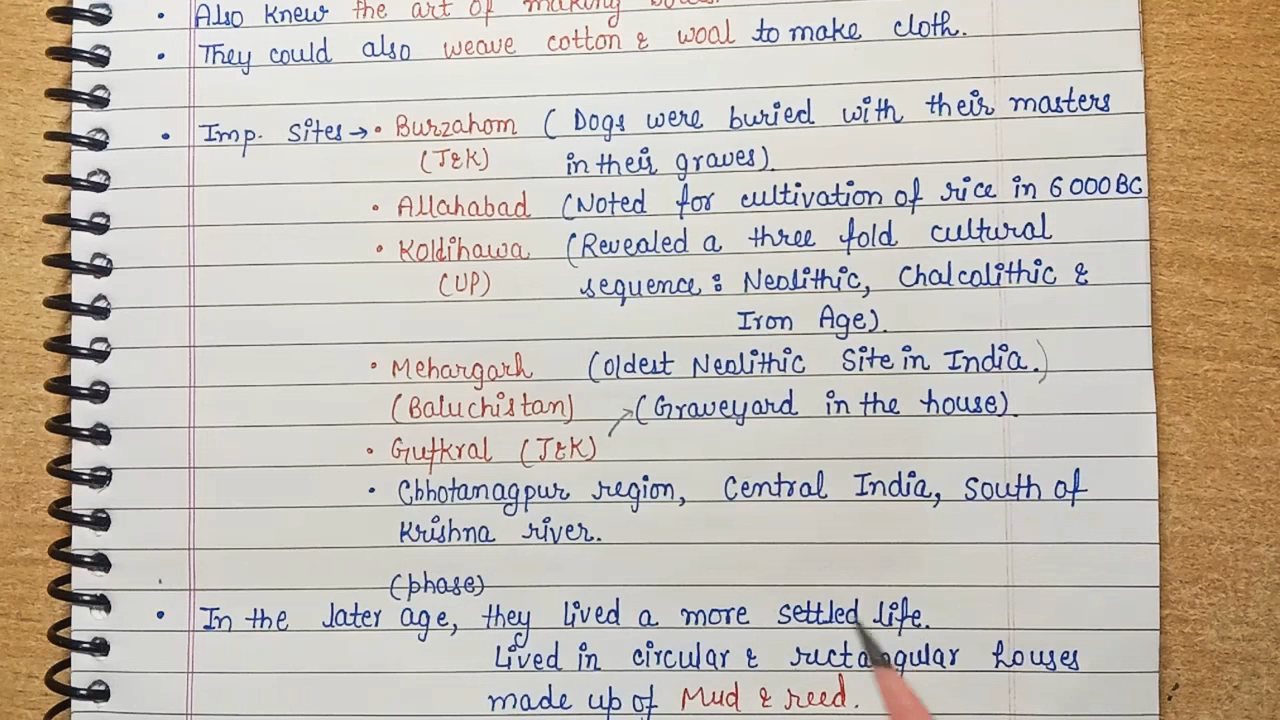 • Also knew the art of making
• They could also weave cotton & woal to make cloth.
• Imp. Sites → • Burzahom (Dogs were buried with their masters
(J&K) in their graves).
• Allahabad (Noted for cultivation of rice in 6000BC
• Koldihawa (Revealed a three fold cultural
(UP) sequence : Neolithic, Chalcolithic &
Iron Age).
• Mehargarh (oldest Neolithic Site in India.)
(Baluchistan) (Graveyard in the house)
• Gufkral (J&K)
• Chhotanagpur region, Central India, South of
Krishna river.
(phase)
• In the later age, they lived a more settled life.
Lived in circular & rectangular houses
made up of Mud & reed.